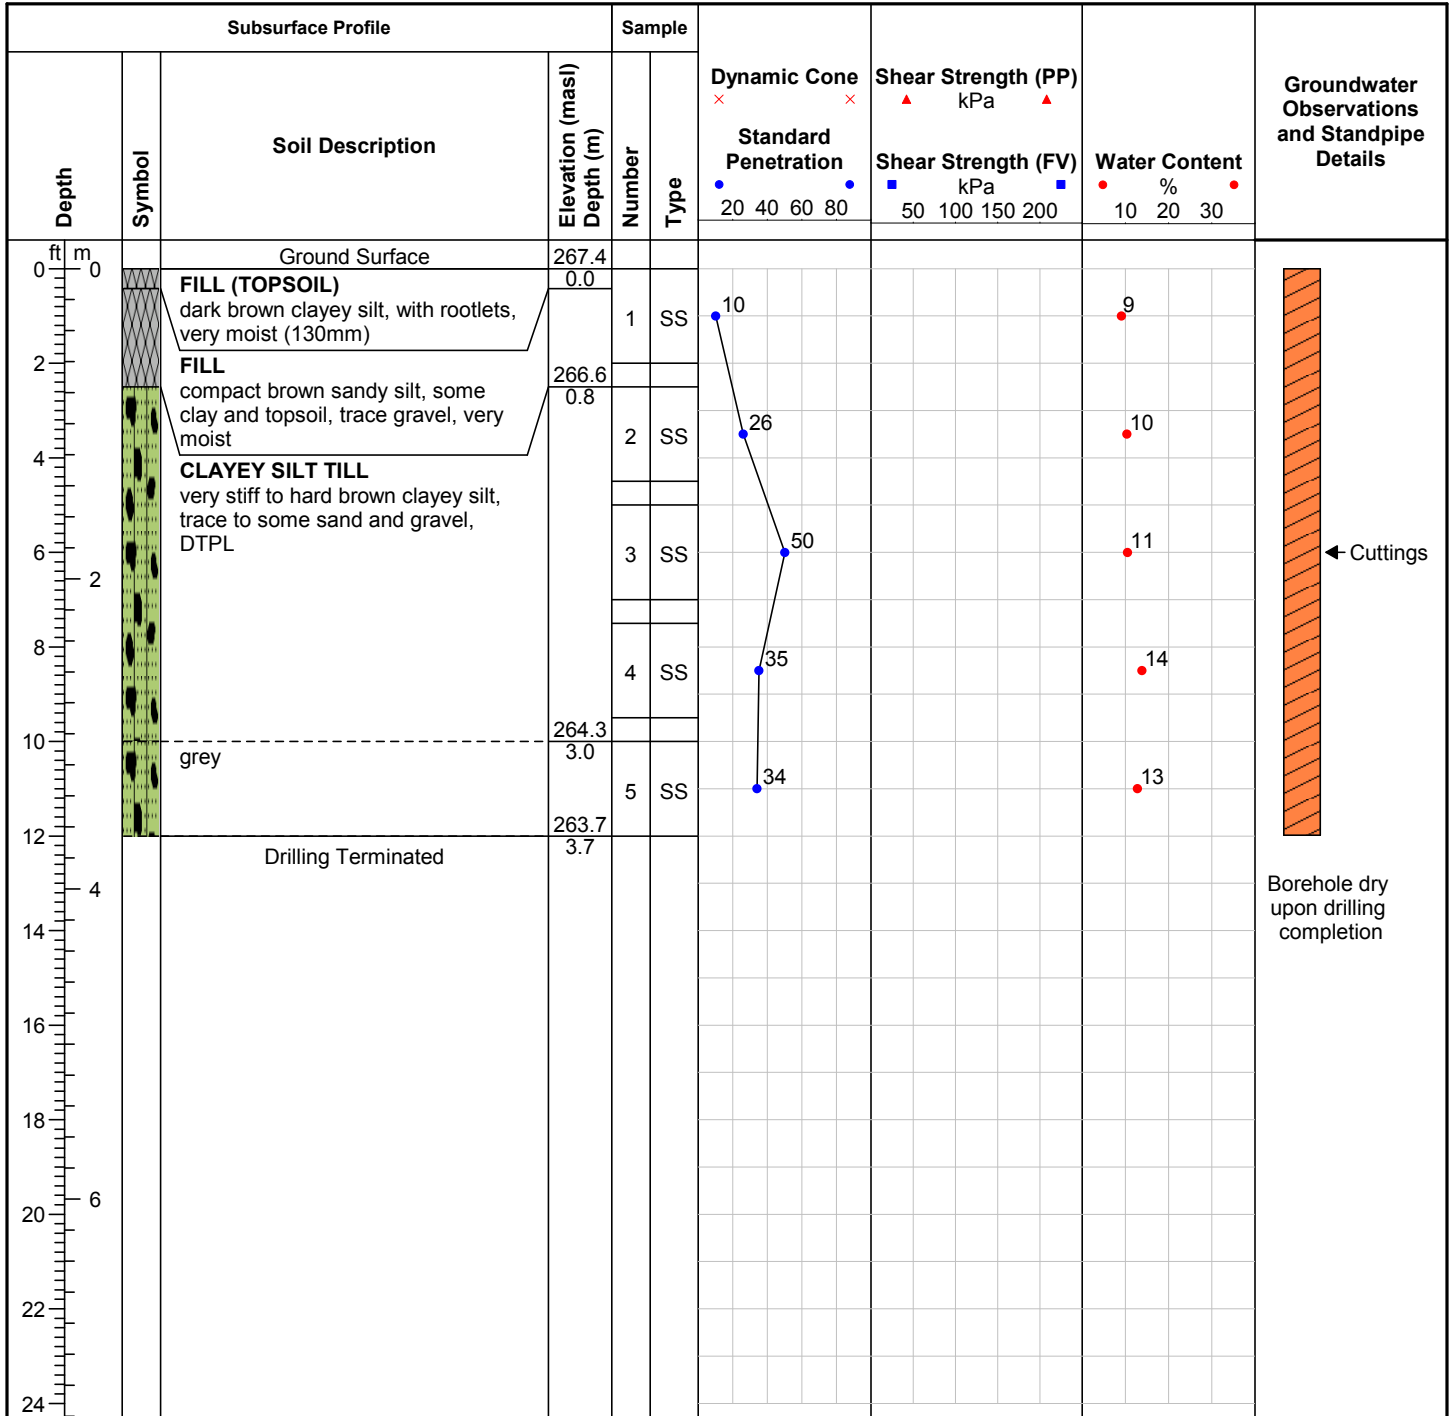 Subsurface Profile
Sample
Depth
Symbol
Soil Description
Elevation (masl)
Depth (m)
Number
Type
Dynamic Cone
Standard
Penetration
20 40 60 80
Shear Strength (PP)
kPa
Shear Strength (FV)
kPa
50 100 150 200
Water Content
%
10 20 30
Groundwater
Observations
and Standpipe
Details
ft m
0 0
2
4
6
2
8
10
12
4
14
16
18
6
20
22
24
Ground Surface
267.4
0.0
FILL (TOPSOIL)
dark brown clayey silt, with rootlets,
very moist (130mm)
FILL
compact brown sandy silt, some
clay and topsoil, trace gravel, very
moist
266.6
0.8
CLAYEY SILT TILL
very stiff to hard brown clayey silt,
trace to some sand and gravel,
DTPL
264.3
3.0
grey
263.7
3.7
Drilling Terminated
1 SS 10 9
2 SS 26 10
3 SS 50 11
4 SS 35 14
5 SS 34 13
Cuttings
Borehole dry
upon drilling
completion